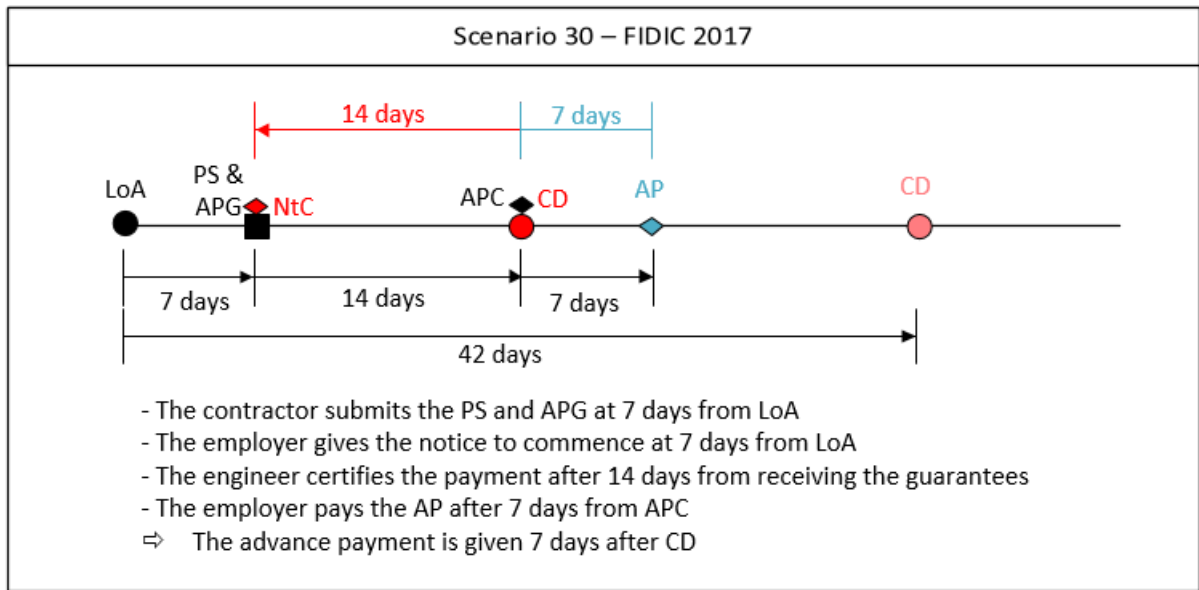 Scenario 30 – FIDIC 2017
14 days
7 days
LoA
PS &
APG
NtC
APC
CD
AP
CD
7 days
14 days
7 days
42 days
- The contractor submits the PS and APG at 7 days from LoA
- The employer gives the notice to commence at 7 days from LoA
- The engineer certifies the payment after 14 days from receiving the guarantees
- The employer pays the AP after 7 days from APC
⇨ The advance payment is given 7 days after CD